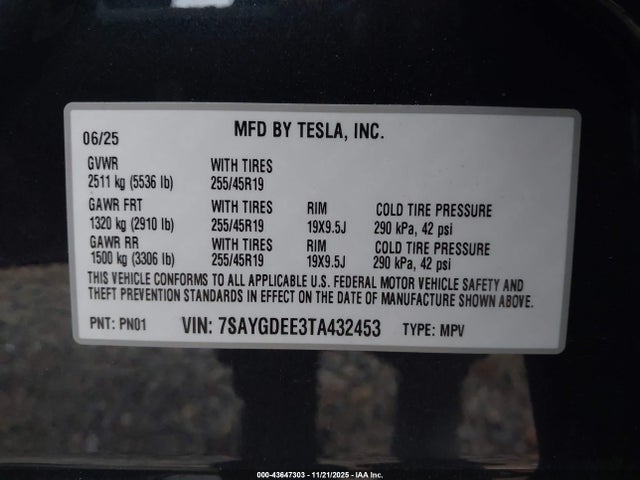 06/25 MFD BY TESLA, INC.
GVWR WITH TIRES
2511 kg (5536 lb) 255/45R19
GAWR FRT WITH TIRES RIM COLD TIRE PRESSURE
1320 kg (2910 lb) 255/45R19 19X9.5J 290 kPa, 42 psi
GAWR RR WITH TIRES RIM COLD TIRE PRESSURE
1500 kg (3306 lb) 255/45R19 19X9.5J 290 kPa, 42 psi
THIS VEHICLE CONFORMS TO ALL APPLICABLE U.S. FEDERAL MOTOR VEHICLE SAFETY AND
THEFT PREVENTION STANDARDS IN EFFECT ON THE DATE OF MANUFACTURE SHOWN ABOVE.
PNT: PN01 VIN: 7SAYGDEE3TA432453 TYPE: MPV
000-43647303 - 11/21/2025 - IAA Inc.